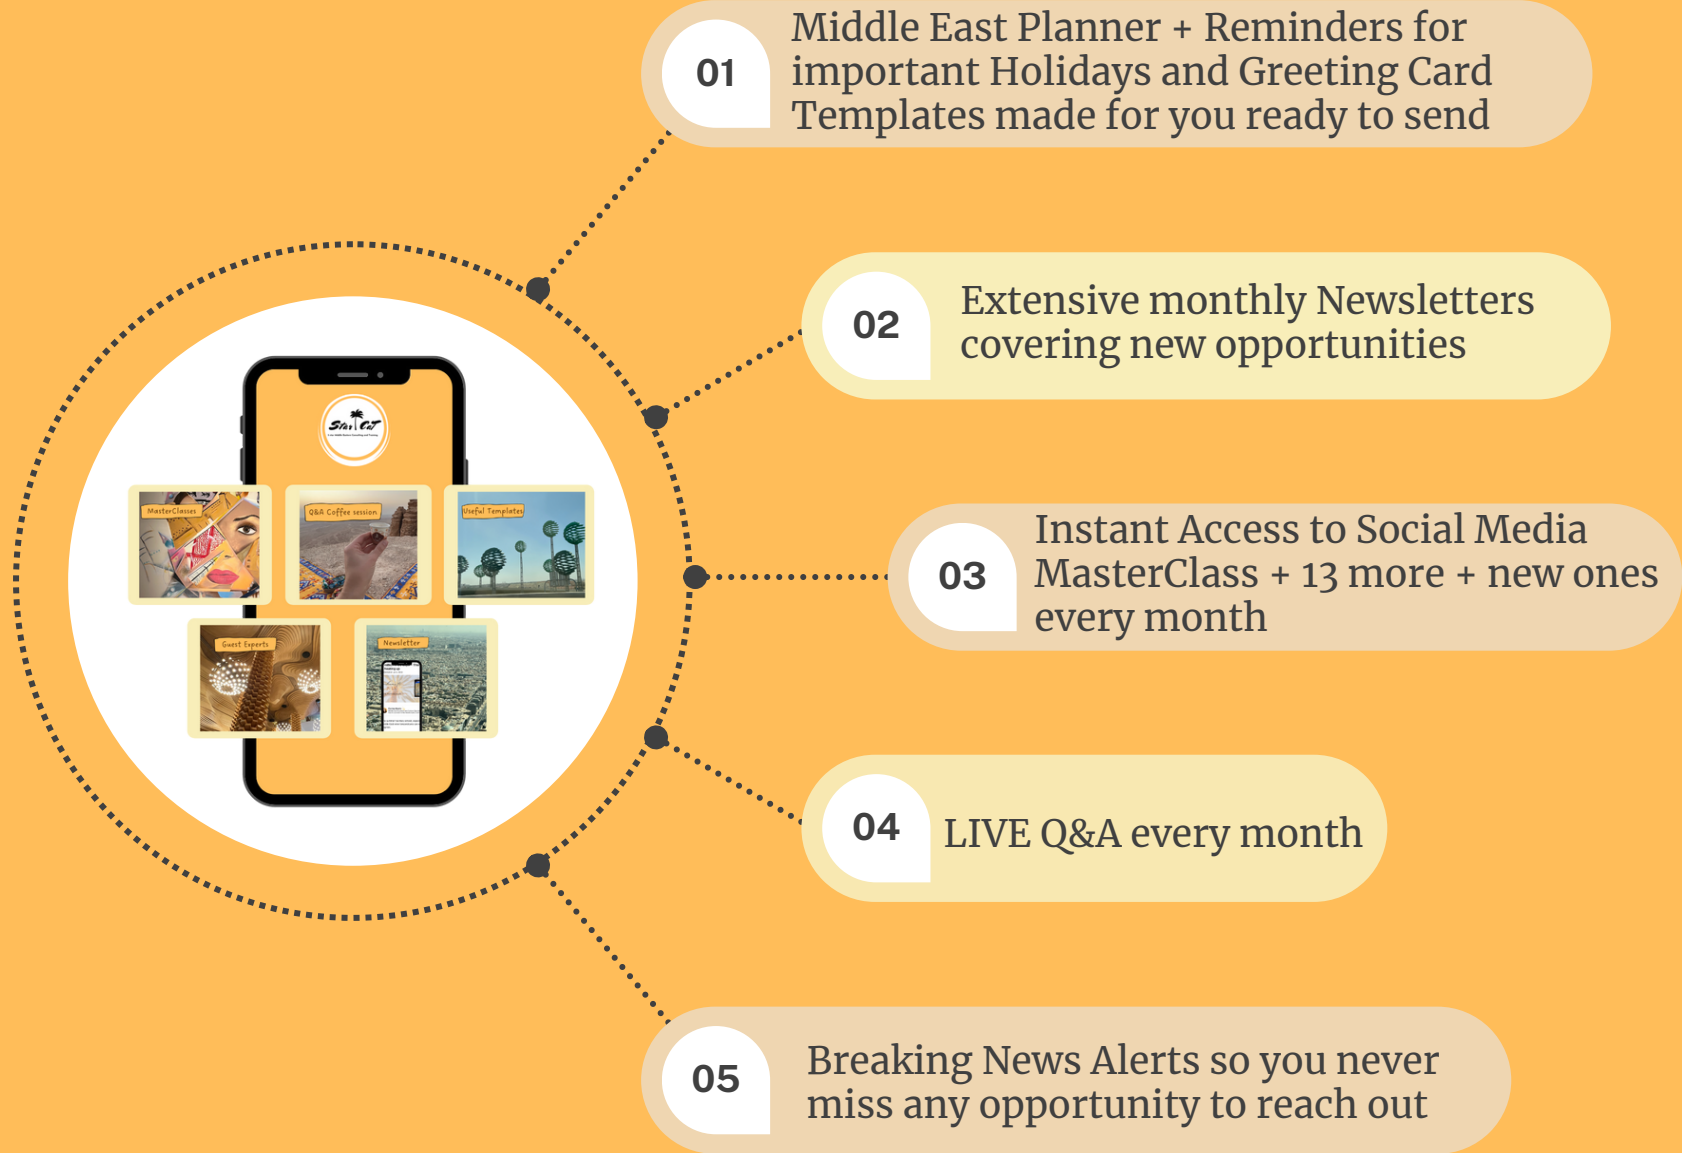 01
Middle East Planner + Reminders for
important Holidays and Greeting Card
Templates made for you ready to send
02
Extensive monthly Newsletters
covering new opportunities
03
Instant Access to Social Media
MasterClass + 13 more + new ones
every month
04
LIVE Q&A every month
05
Breaking News Alerts so you never
miss any opportunity to reach out
Star CaT
MasterClasses
Q&A Coffee session
Useful Templates
Guest Experts
Newsletter